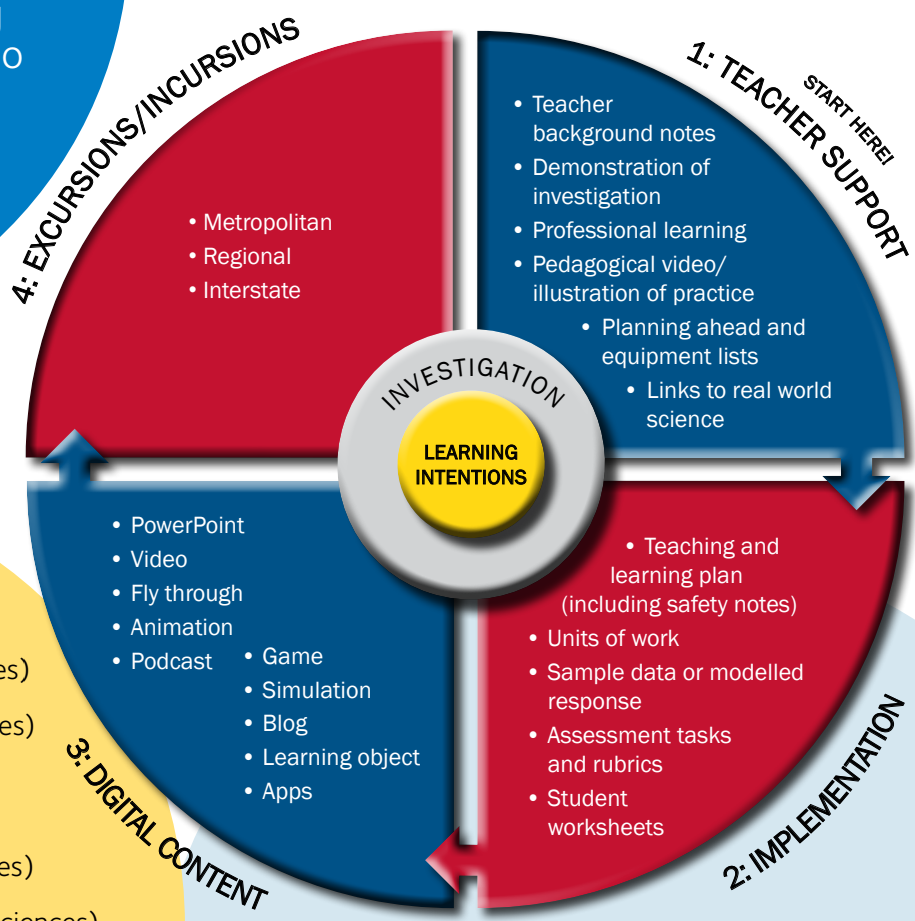 O
START HERE!
1: TEACHER SUPPORT
• Teacher
background notes
• Demonstration of
investigation
• Professional learning
• Pedagogical video/
illustration of practice
• Planning ahead and
equipment lists
• Links to real world
science
2: IMPLEMENTATION
• Teaching and
learning plan
(including safety notes)
• Units of work
• Sample data or modelled
response
• Assessment tasks
and rubrics
• Student
worksheets
3: DIGITAL CONTENT
• PowerPoint
• Video
• Fly through
• Animation
• Podcast
• Game
• Simulation
• Blog
• Learning object
• Apps
4: EXCURSIONS/INCURSIONS
• Metropolitan
• Regional
• Interstate
INVESTIGATION
LEARNING
INTENTIONS
es)
es)
es)